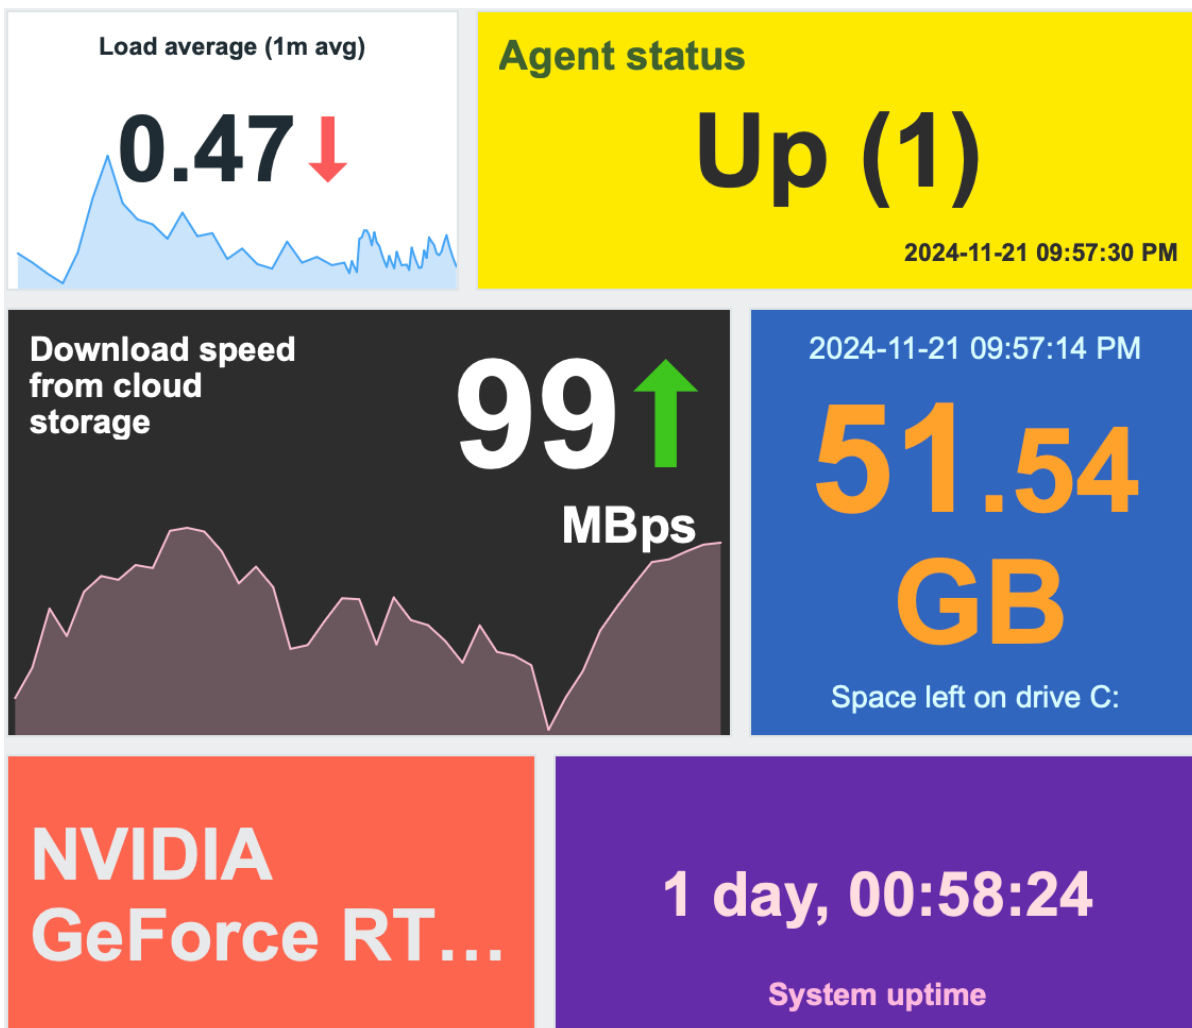 Load average (1m avg)
0.47
Agent status
Up (1)
2024-11-21 09:57:30 PM
Download speed
from cloud
storage
99
MBps
2024-11-21 09:57:14 PM
51.54
GB
Space left on drive C:
NVIDIA
GeForce RT...
1 day, 00:58:24
System uptime